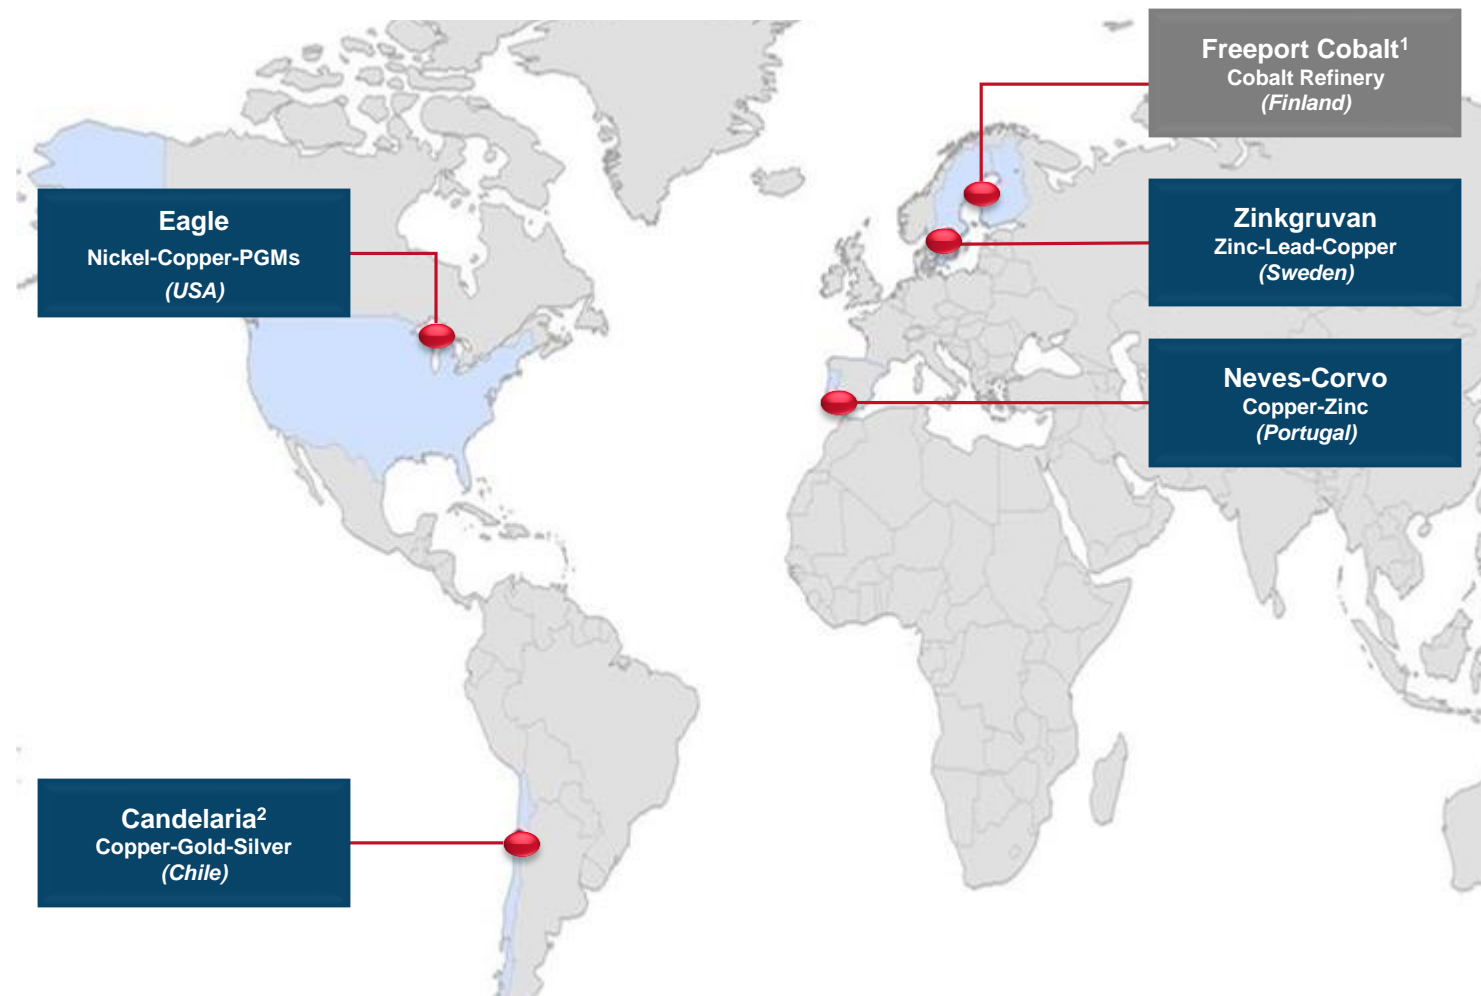 Freeport Cobalt¹
Cobalt Refinery
(Finland)
Eagle
Nickel-Copper-PGMs
(USA)
Zinkgruvan
Zinc-Lead-Copper
(Sweden)
Neves-Corvo
Copper-Zinc
(Portugal)
Candelaria²
Copper-Gold-Silver
(Chile)